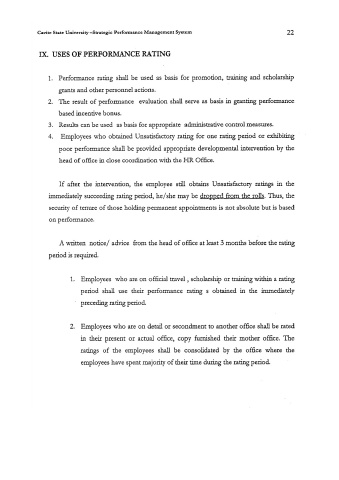 Cavite State University –Strategic Performance Management System 22
IX. USES OF PERFORMANCE RATING
1. Performance rating shall be used as basis for promotion, training and scholarship
grants and other personnel actions.
2. The result of performance evaluation shall serve as basis in granting performance
based incentive bonus.
3. Results can be used as basis for appropriate administrative control measures.
4. Employees who obtained Unsatisfactory rating for one rating period or exhibiting
poor performance shall be provided appropriate developmental intervention by the
head of office in close coordination with the HR Office.
If after the intervention, the employee still obtains Unsatisfactory ratings in the
immediately succeeding rating period, he/she may be dropped from the rolls. Thus, the
security of tenure of those holding permanent appointments is not absolute but is based
on performance.
A written notice/ advice from the head of office at least 3 months before the rating
period is required.
1. Employees who are on official travel , scholarship or training within a rating
period shall use their performance rating s obtained in the immediately
preceding rating period.
2. Employees who are on detail or secondment to another office shall be rated
in their present or actual office, copy furnished their mother office. The
ratings of the employees shall be consolidated by the office where the
employees have spent majority of their time during the rating period.